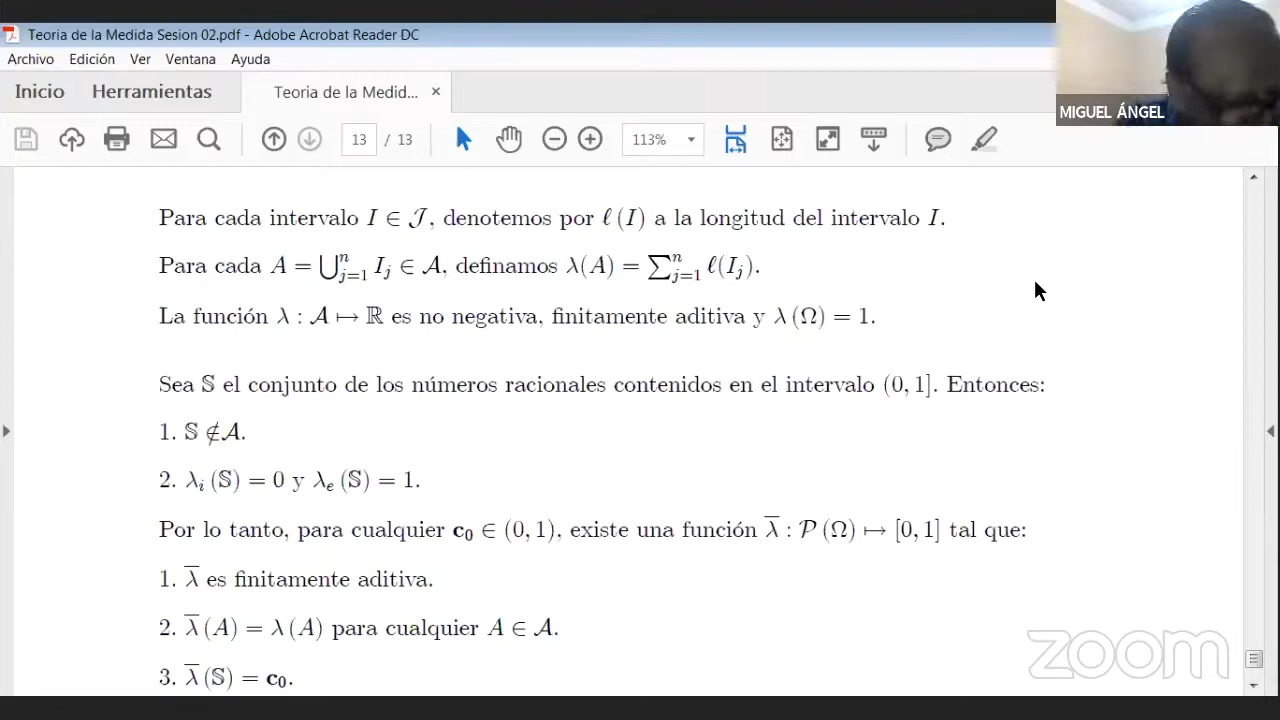 Teoria de la Medida Sesion 02.pdf - Adobe Acrobat Reader DC
Archivo Edición Ver Ventana Ayuda
Inicio Herramientas Teoria de la Medid... ×
13 / 13 113%
MIGUEL ÁNGEL
Para cada intervalo I ∈ 𝒥, denotemos por ℓ (I) a la longitud del intervalo I.
Para cada A = ⋃ⁿⱼ₌₁ Iⱼ ∈ 𝒜, definamos λ(A) = ∑ⁿⱼ₌₁ ℓ(Iⱼ).
La función λ : 𝒜 ↦ ℝ es no negativa, finitamente aditiva y λ (Ω) = 1.
Sea 𝕊 el conjunto de los números racionales contenidos en el intervalo (0, 1]. Entonces:
1. 𝕊 ∉ 𝒜.
2. λᵢ (𝕊) = 0 y λₑ (𝕊) = 1.
Por lo tanto, para cualquier c₀ ∈ (0, 1), existe una función λ̅ : 𝒫 (Ω) ↦ [0, 1] tal que:
1. λ̅ es finitamente aditiva.
2. λ̅ (A) = λ (A) para cualquier A ∈ 𝒜.
3. λ̅ (𝕊) = c₀.
zoom